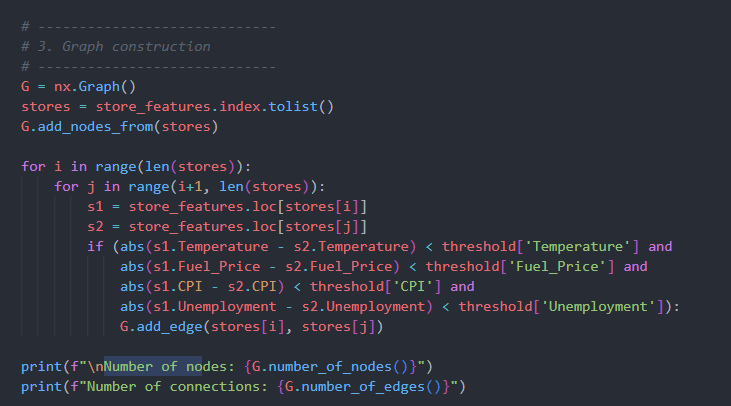 # -----------------------------
# 3. Graph construction
# -----------------------------
G = nx.Graph()
stores = store_features.index.tolist()
G.add_nodes_from(stores)

for i in range(len(stores)):
    for j in range(i+1, len(stores)):
        s1 = store_features.loc[stores[i]]
        s2 = store_features.loc[stores[j]]
        if (abs(s1.Temperature - s2.Temperature) < threshold['Temperature'] and
            abs(s1.Fuel_Price - s2.Fuel_Price) < threshold['Fuel_Price'] and
            abs(s1.CPI - s2.CPI) < threshold['CPI'] and
            abs(s1.Unemployment - s2.Unemployment) < threshold['Unemployment']):
            G.add_edge(stores[i], stores[j])

print(f"\nNumber of nodes: {G.number_of_nodes()}")
print(f"Number of connections: {G.number_of_edges()}")